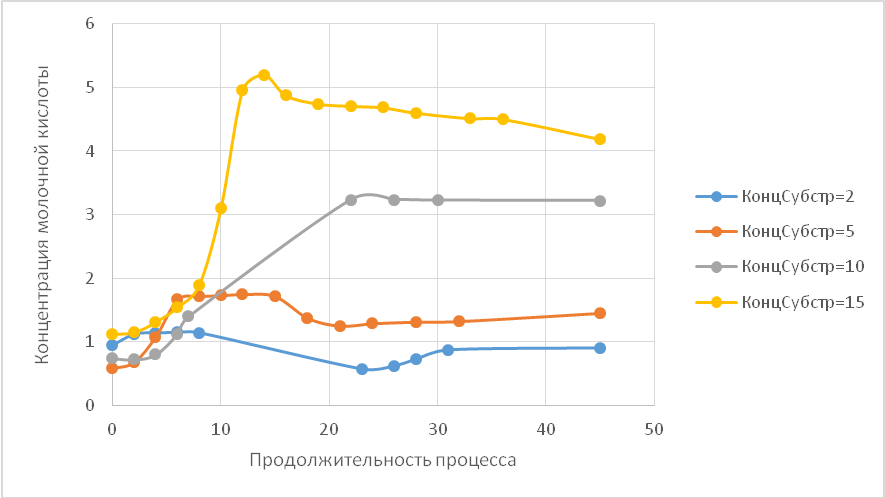 6
5
4
3
2
1
0
0 10 20 30 40 50
Концентрация молочной кислоты
Продолжительность процесса
КонцСубстр=2
КонцСубстр=5
КонцСубстр=10
КонцСубстр=15